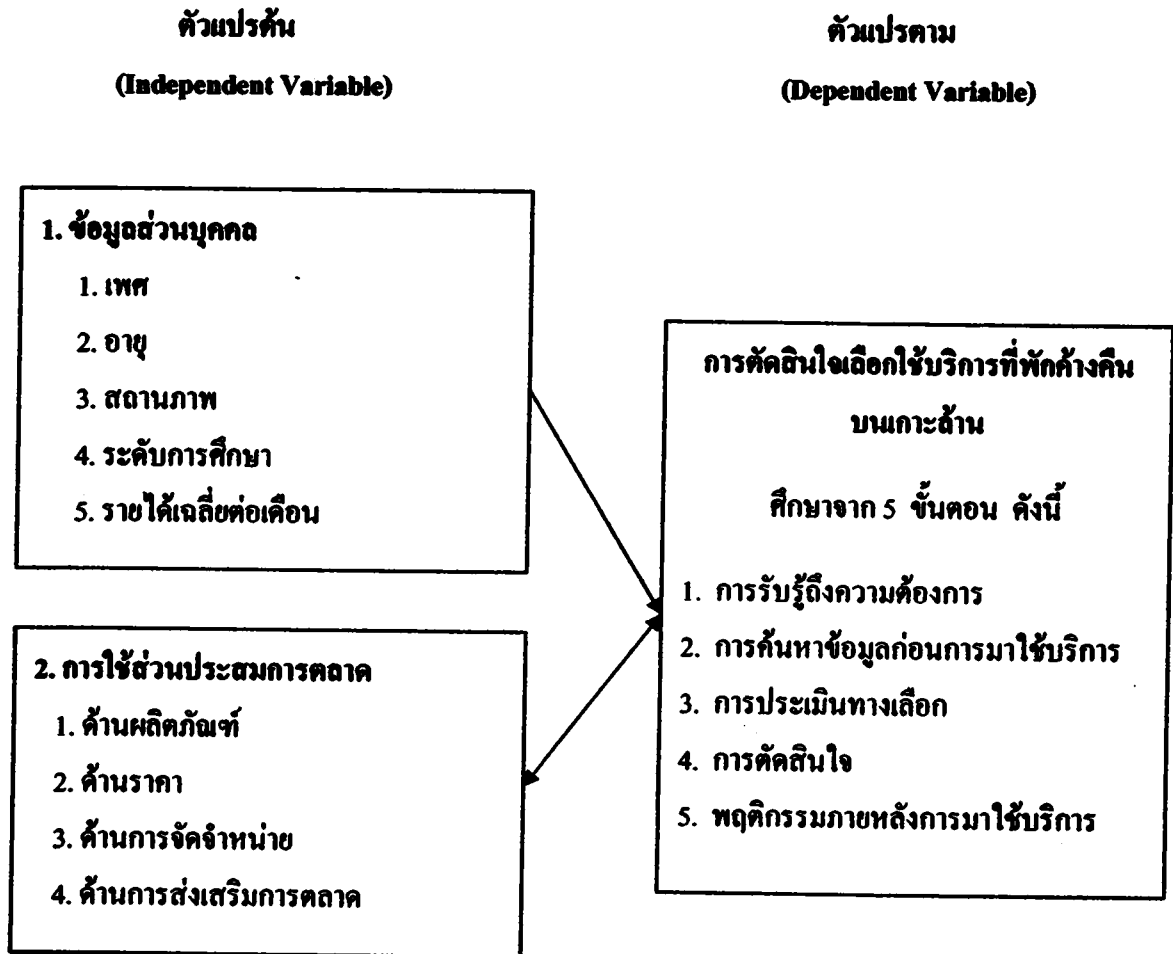 ตัวแปรต้น
(Independent Variable)
ตัวแปรตาม
(Dependent Variable)
1. ข้อมูลส่วนบุคคล
1. เพศ
2. อายุ
3. สถานภาพ
4. ระดับการศึกษา
5. รายได้เฉลี่ยต่อเดือน
2. การใช้ส่วนประสมการตลาด
1. ด้านผลิตภัณฑ์
2. ด้านราคา
3. ด้านการจัดจำหน่าย
4. ด้านการส่งเสริมการตลาด
การตัดสินใจเลือกใช้บริการที่พักค้างคืน
บนเกาะล้าน
ศึกษาจาก 5 ขั้นตอน ดังนี้
1. การรับรู้ถึงความต้องการ
2. การค้นหาข้อมูลก่อนการมาใช้บริการ
3. การประเมินทางเลือก
4. การตัดสินใจ
5. พฤติกรรมภายหลังการมาใช้บริการ